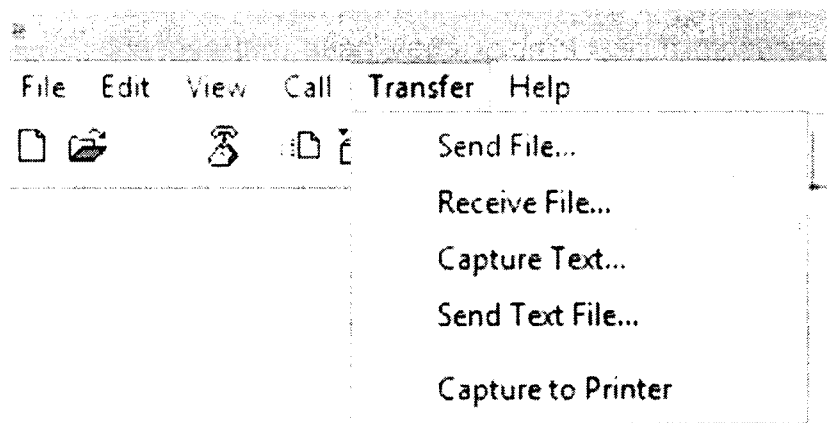 File Edit View Call Transfer Help
Send File...
Receive File...
Capture Text...
Send Text File...
Capture to Printer